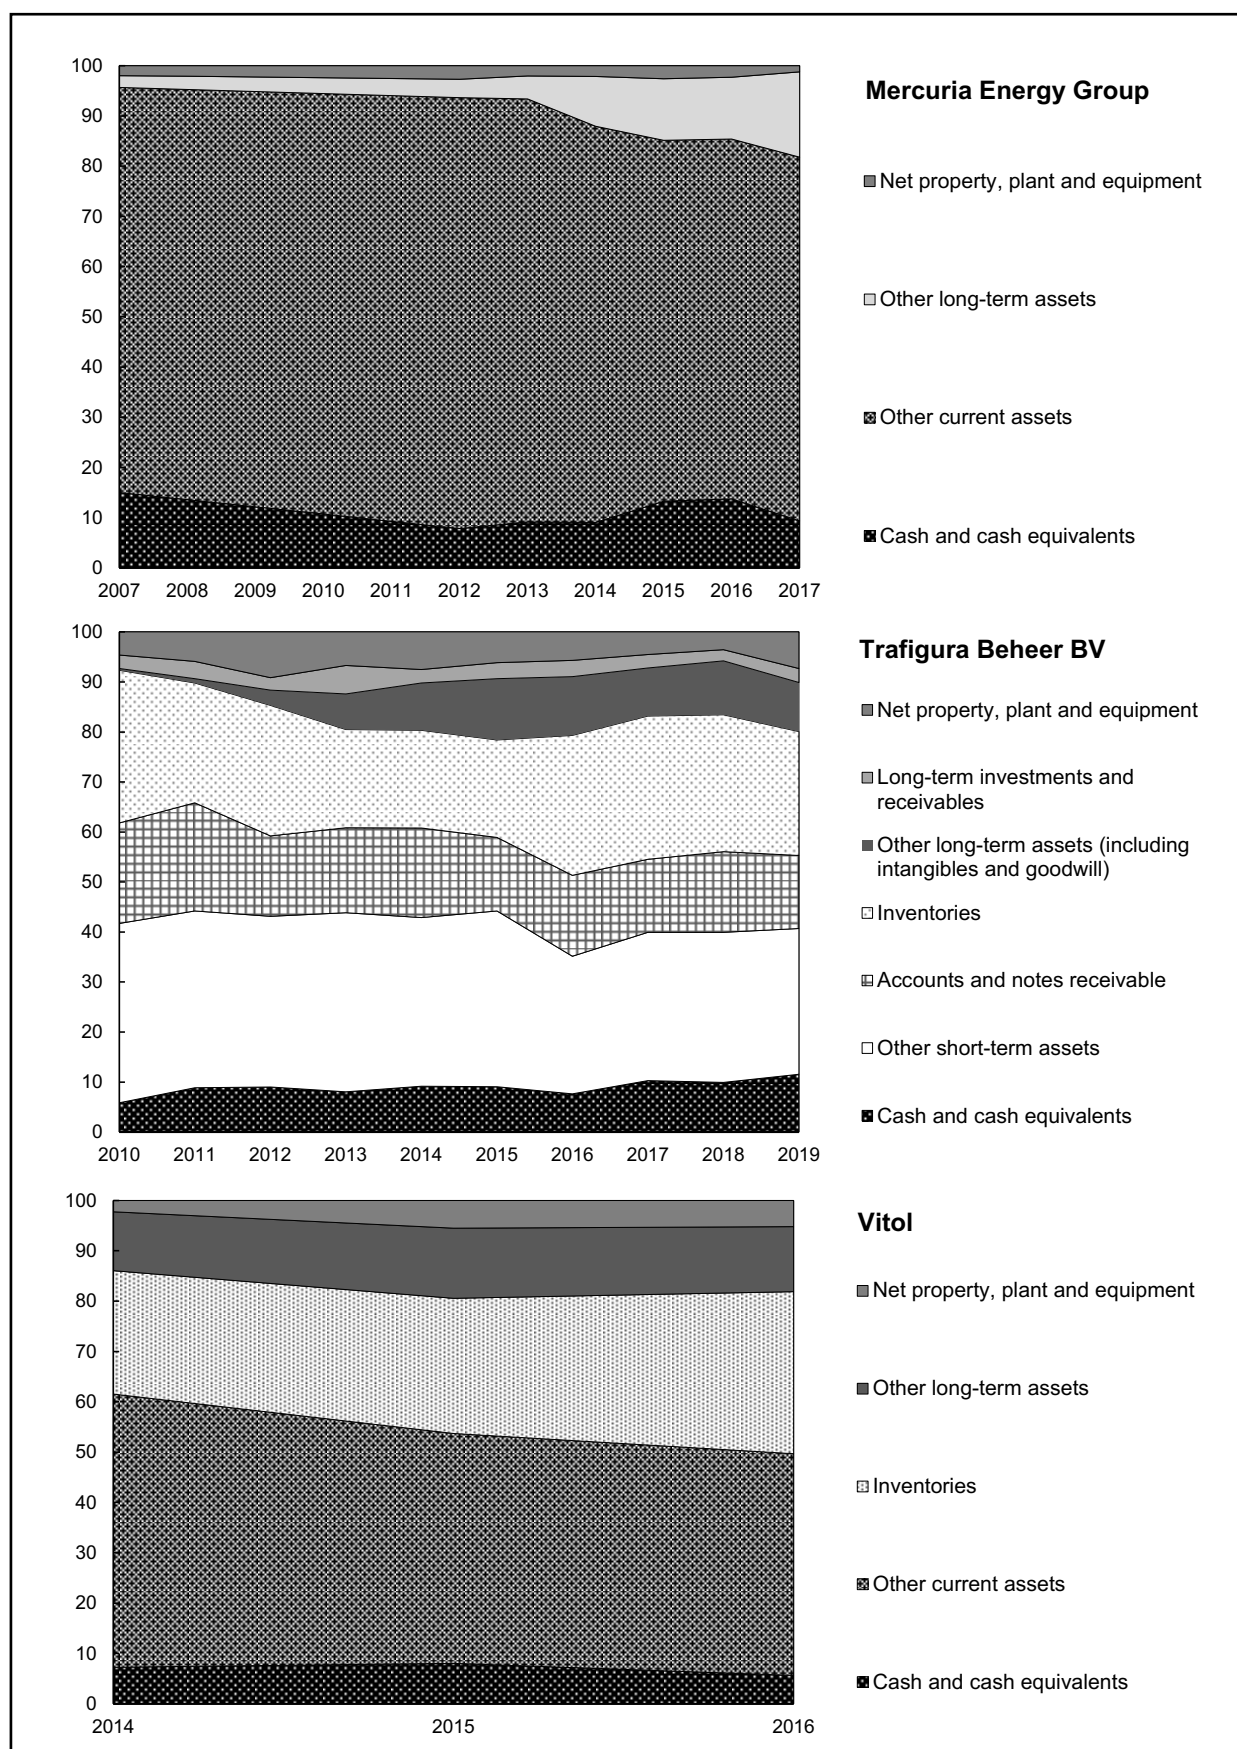 Mercuria Energy Group
100
90
80
70
60
50
40
30
20
10
0
2007 2008 2009 2010 2011 2012 2013 2014 2015 2016 2017
Net property, plant and equipment
Other long-term assets
Other current assets
Cash and cash equivalents
Trafigura Beheer BV
100
90
80
70
60
50
40
30
20
10
0
2010 2011 2012 2013 2014 2015 2016 2017 2018 2019
Net property, plant and equipment
Long-term investments and
receivables
Other long-term assets (including
intangibles and goodwill)
Inventories
Accounts and notes receivable
Other short-term assets
Cash and cash equivalents
Vitol
100
90
80
70
60
50
40
30
20
10
0
2014 2015 2016
Net property, plant and equipment
Other long-term assets
Inventories
Other current assets
Cash and cash equivalents